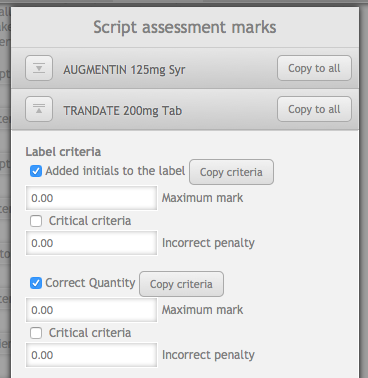 Script assessment marks
AUGMENTIN 125mg Syr Copy to all
TRANDATE 200mg Tab Copy to all
Label criteria
Added initials to the label Copy criteria
0.00 Maximum mark
Critical criteria
0.00 Incorrect penalty
Correct Quantity Copy criteria
0.00 Maximum mark
Critical criteria
0.00 Incorrect penalty